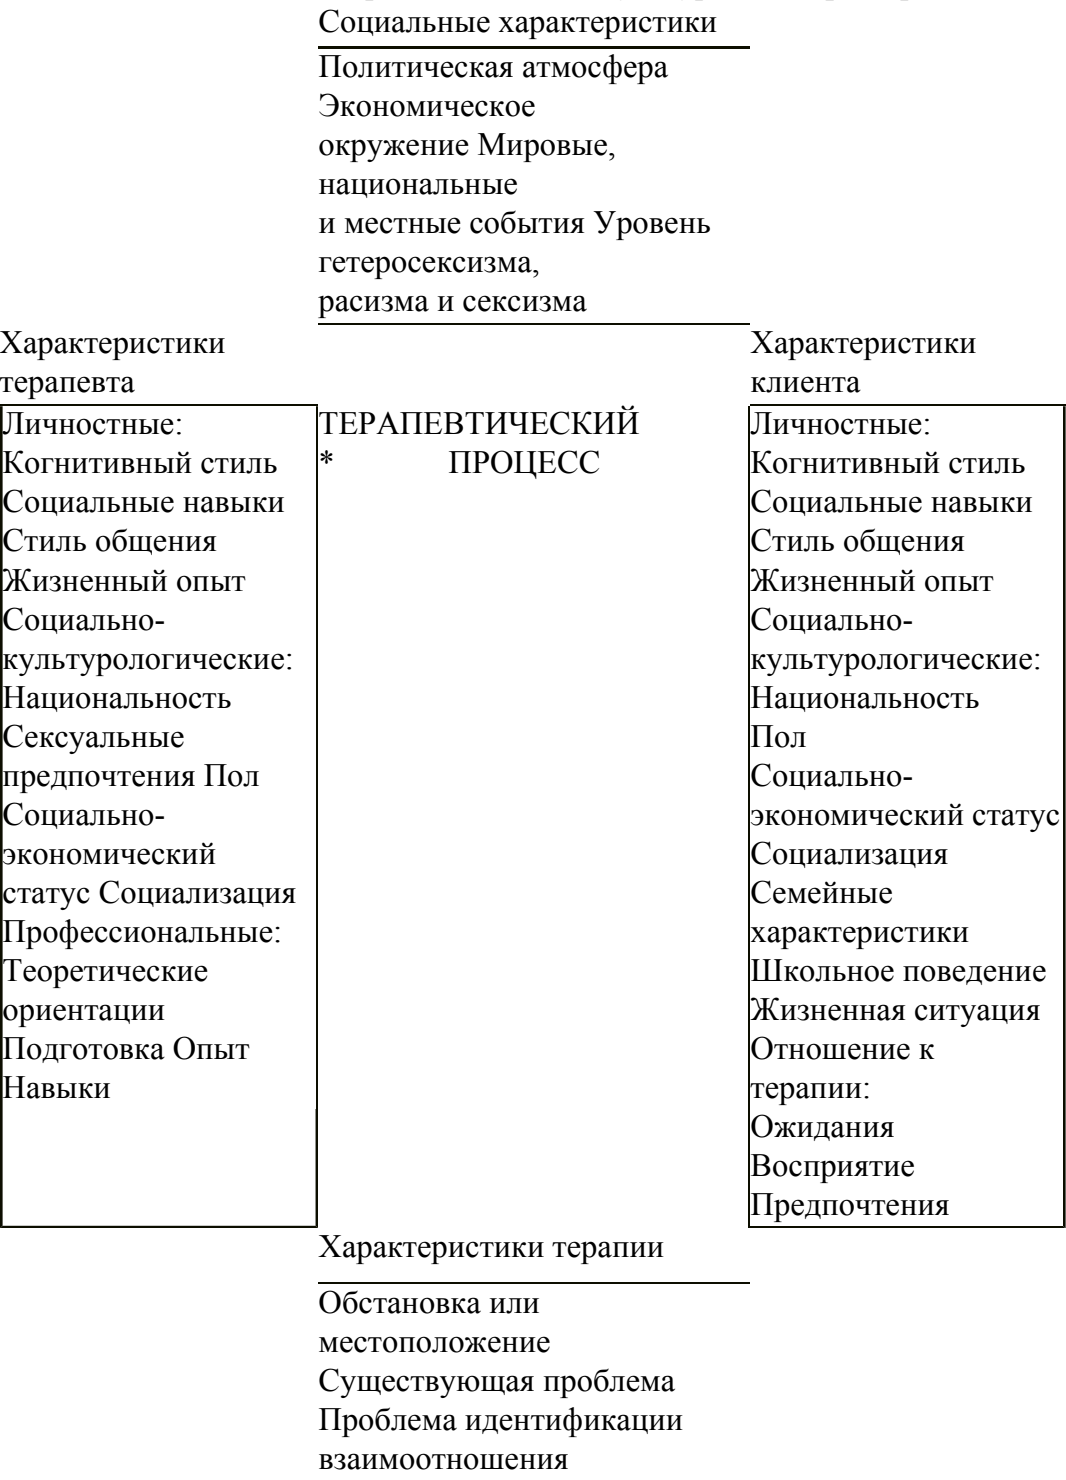 Социальные характеристики
Политическая атмосфера
Экономическое
окружение Мировые,
национальные
и местные события Уровень
гетеросексизма,
расизма и сексизма
Характеристики
терапевта
Личностные:
Когнитивный стиль
Социальные навыки
Стиль общения
Жизненный опыт
Социально-
культурологические:
Национальность
Сексуальные
предпочтения Пол
Социально-
экономический
статус Социализация
Профессиональные:
Теоретические
ориентации
Подготовка Опыт
Навыки
ТЕРАПЕВТИЧЕСКИЙ
* ПРОЦЕСС
Характеристики
клиента
Личностные:
Когнитивный стиль
Социальные навыки
Стиль общения
Жизненный опыт
Социально-
культурологические:
Национальность
Пол
Социально-
экономический статус
Социализация
Семейные
характеристики
Школьное поведение
Жизненная ситуация
Отношение к
терапии:
Ожидания
Восприятие
Предпочтения
Характеристики терапии
Обстановка или
местоположение
Существующая проблема
Проблема идентификации
взаимоотношения